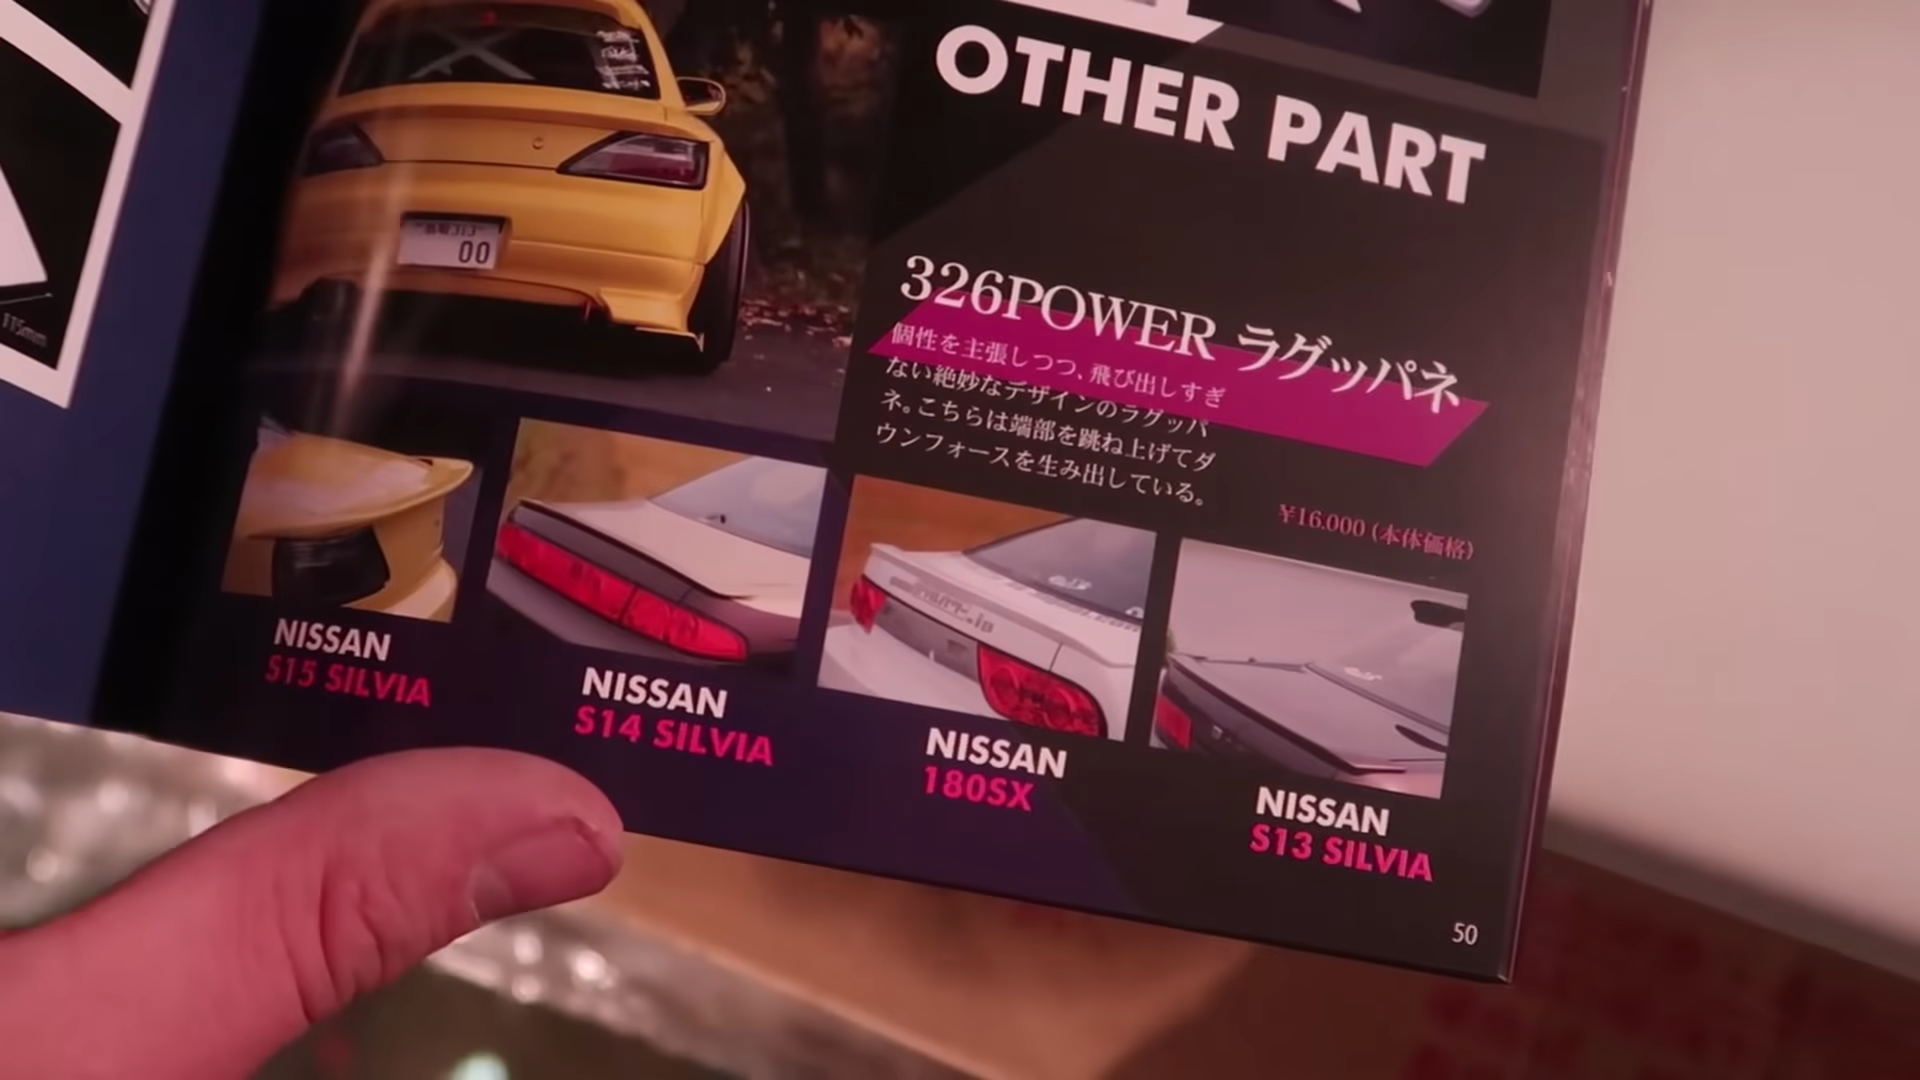 115mm
OTHER PART
00
326POWER ラグッパネ
個性を主張しつつ、飛び出しすぎ
ない絶妙なデザインのラグッパ
ネ。こちらは端部を跳ね上げてダ
ウンフォースを生み出している。
¥16.000 (本体価格)
NISSAN
S15 SILVIA
NISSAN
S14 SILVIA
NISSAN
180SX
NISSAN
S13 SILVIA
50